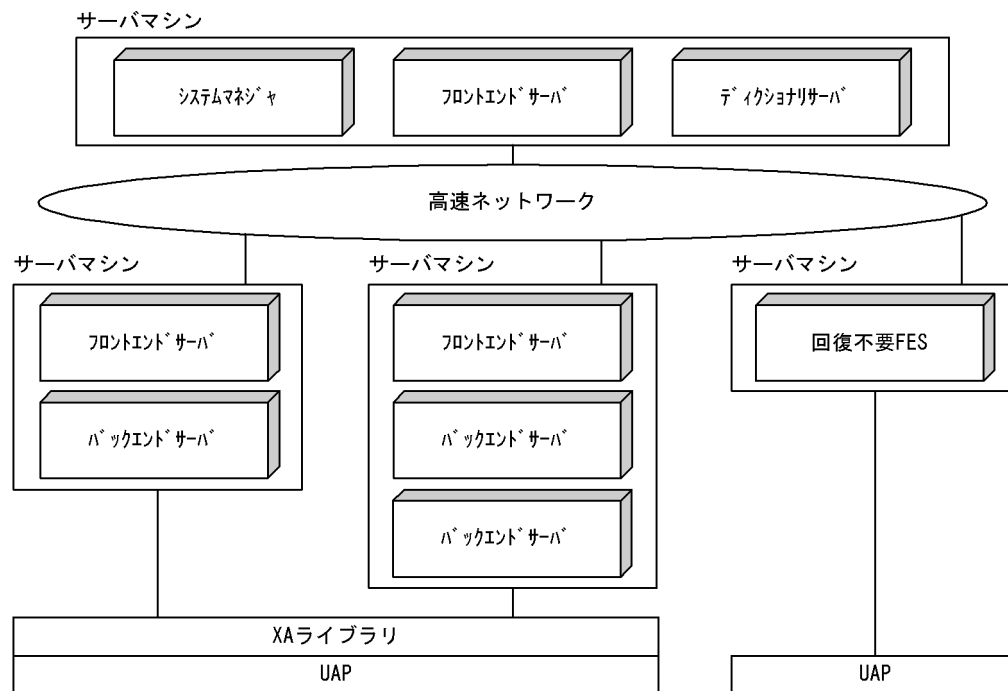 サーバマシン
システムマネジャ
フロントエンドサーバ
ディクショナリサーバ
高速ネットワーク
サーバマシン
サーバマシン
サーバマシン
フロントエンドサーバ
バックエンドサーバ
フロントエンドサーバ
バックエンドサーバ
バックエンドサーバ
回復不要FES
XAライブラリ
UAP
UAP